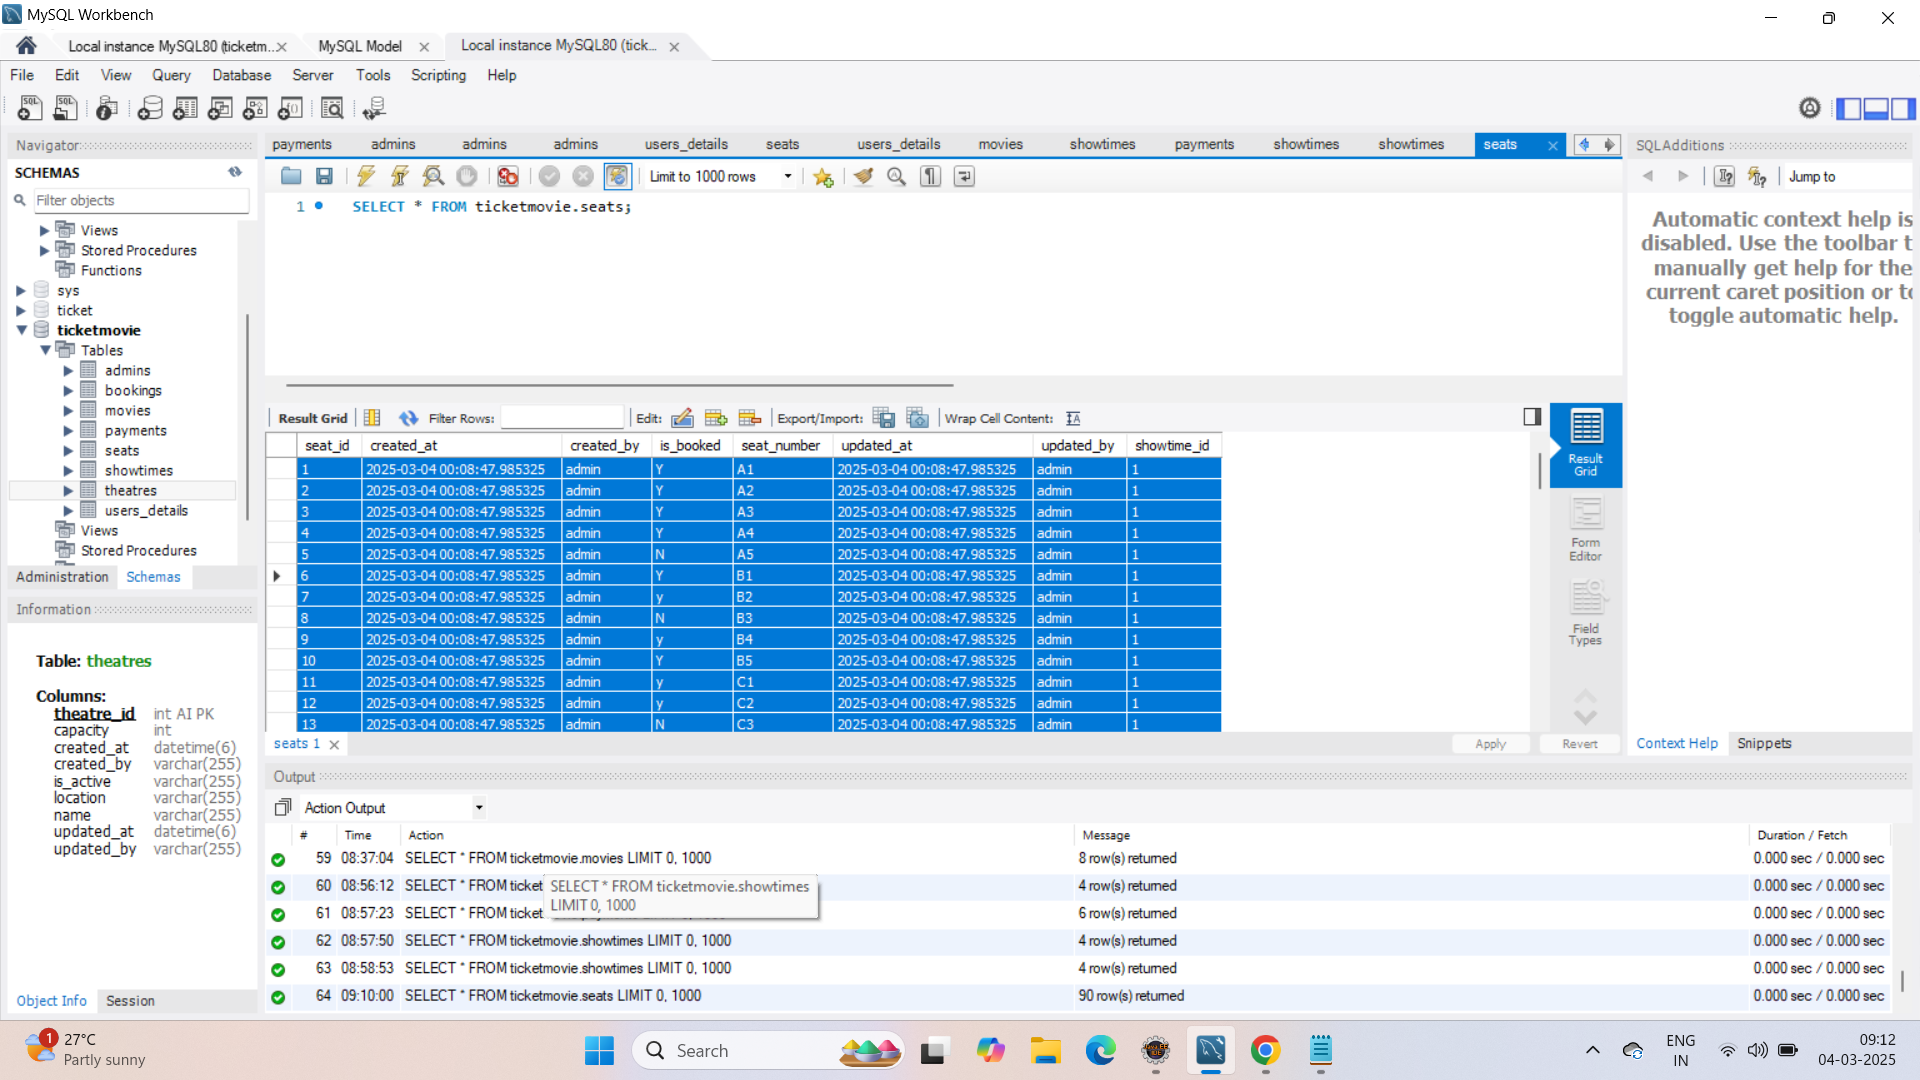 MySQL Workbench
Local instance MySQL80 (ticketm...
MySQL Model
Local instance MySQL80 (tick...
File Edit View Query Database Server Tools Scripting Help
Navigator
SCHEMAS
Filter objects
Views
Stored Procedures
Functions
sys
ticket
ticketmovie
Tables
admins
bookings
movies
payments
seats
showtimes
theatres
users_details
Views
Stored Procedures
Administration Schemas
Information
Table: theatres
Columns:
theatre_id int AI PK
capacity int
created_at datetime(6)
created_by varchar(255)
is_active varchar(255)
location varchar(255)
name varchar(255)
updated_at datetime(6)
updated_by varchar(255)
Object Info Session
payments admins admins admins users_details seats users_details movies showtimes payments showtimes showtimes seats
Limit to 1000 rows
1 SELECT * FROM ticketmovie.seats;
Result Grid Filter Rows: Edit: Export/Import: Wrap Cell Content:
seat_id created_at created_by is_booked seat_number updated_at updated_by showtime_id
1 2025-03-04 00:08:47.985325 admin Y A1 2025-03-04 00:08:47.985325 admin 1
2 2025-03-04 00:08:47.985325 admin Y A2 2025-03-04 00:08:47.985325 admin 1
3 2025-03-04 00:08:47.985325 admin Y A3 2025-03-04 00:08:47.985325 admin 1
4 2025-03-04 00:08:47.985325 admin Y A4 2025-03-04 00:08:47.985325 admin 1
5 2025-03-04 00:08:47.985325 admin N A5 2025-03-04 00:08:47.985325 admin 1
6 2025-03-04 00:08:47.985325 admin Y B1 2025-03-04 00:08:47.985325 admin 1
7 2025-03-04 00:08:47.985325 admin y B2 2025-03-04 00:08:47.985325 admin 1
8 2025-03-04 00:08:47.985325 admin N B3 2025-03-04 00:08:47.985325 admin 1
9 2025-03-04 00:08:47.985325 admin y B4 2025-03-04 00:08:47.985325 admin 1
10 2025-03-04 00:08:47.985325 admin Y B5 2025-03-04 00:08:47.985325 admin 1
11 2025-03-04 00:08:47.985325 admin y C1 2025-03-04 00:08:47.985325 admin 1
12 2025-03-04 00:08:47.985325 admin y C2 2025-03-04 00:08:47.985325 admin 1
13 2025-03-04 00:08:47.985325 admin N C3 2025-03-04 00:08:47.985325 admin 1
Result
Grid
Form
Editor
Field
Types
seats 1
Apply Revert
SQLAdditions
Jump to
Automatic context help is
disabled. Use the toolbar t
manually get help for the
current caret position or to
toggle automatic help.
Context Help Snippets
Output
Action Output
# Time Action Message Duration / Fetch
59 08:37:04 SELECT * FROM ticketmovie.movies LIMIT 0, 1000 8 row(s) returned 0.000 sec / 0.000 sec
60 08:56:12 SELECT * FROM ticket 4 row(s) returned 0.000 sec / 0.000 sec
SELECT * FROM ticketmovie.showtimes
LIMIT 0, 1000
61 08:57:23 SELECT * FROM ticket 6 row(s) returned 0.000 sec / 0.000 sec
62 08:57:50 SELECT * FROM ticketmovie.showtimes LIMIT 0, 1000 4 row(s) returned 0.000 sec / 0.000 sec
63 08:58:53 SELECT * FROM ticketmovie.showtimes LIMIT 0, 1000 4 row(s) returned 0.000 sec / 0.000 sec
64 09:10:00 SELECT * FROM ticketmovie.seats LIMIT 0, 1000 90 row(s) returned 0.000 sec / 0.000 sec
1
27°C
Partly sunny
Search
ENG
IN
09:12
04-03-2025